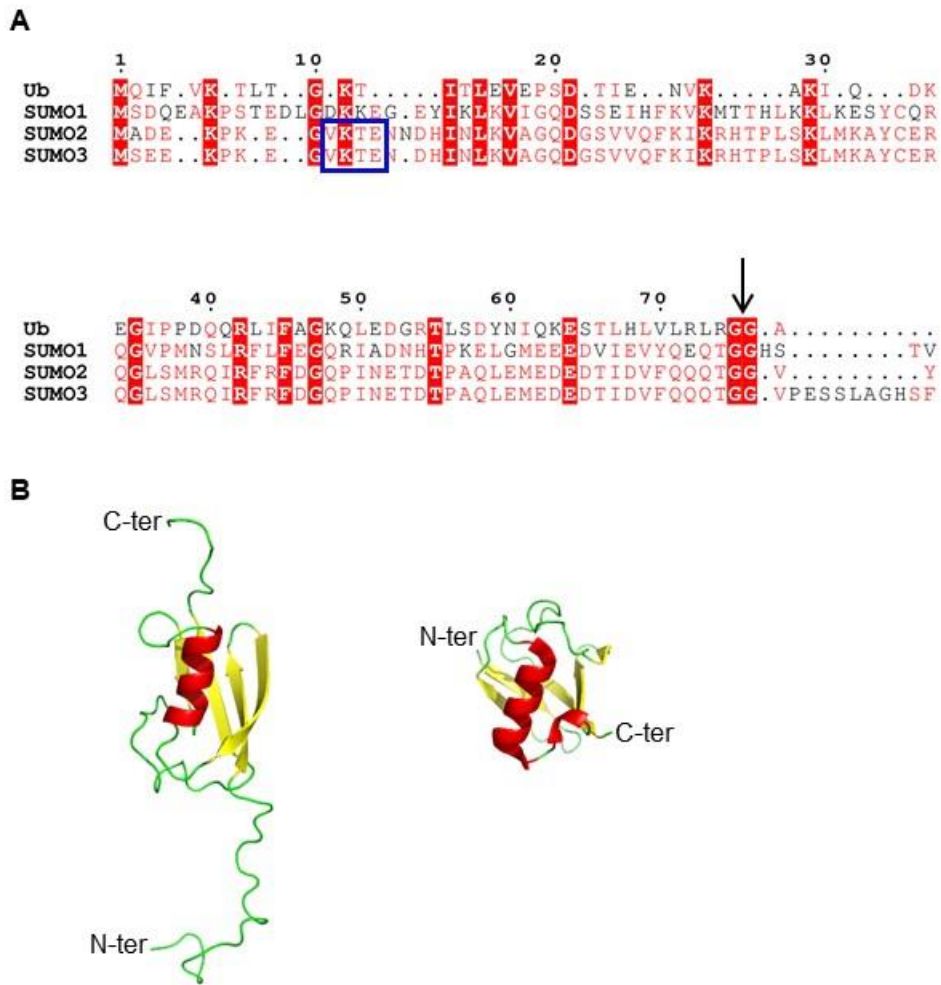 A
1 10 20 30
Ub MQIF.VK.TLT..G.KT.....ITLEVEPSD.TIE..NVK.....AKI.Q...DK
SUMO1 MSDQEAKPSTEDLGDKKEG.EYIKLKVIGQDSSEIHFKVKMTTHLKKLKESYCQR
SUMO2 MADE..KPK.E..GVKTENNDHINLKVAGQDGSVVQFKIKRHTPLSKLMKAYCER
SUMO3 MSEE..KPK.E..GVKTEN.DHINLKVAGQDGSVVQFKIKRHTPLSKLMKAYCER
40 50 60 70
Ub EGIPPDQQRLIFAGKQLEDGRTLSDYNIQKESTLHLVLRLRGG.A..........
SUMO1 QGVPMNSLRFLFEGQRIADNHTPKELGMEEEDVIEVYQEQTGGHS........TV
SUMO2 QGLSMRQIRFRFDGQPINETDTPAQLEMEDEDTIDVFQQQTGG.V.........Y
SUMO3 QGLSMRQIRFRFDGQPINETDTPAQLEMEDEDTIDVFQQQTGG.VPESSLAGHSF
B
C-ter
N-ter
N-ter
C-ter